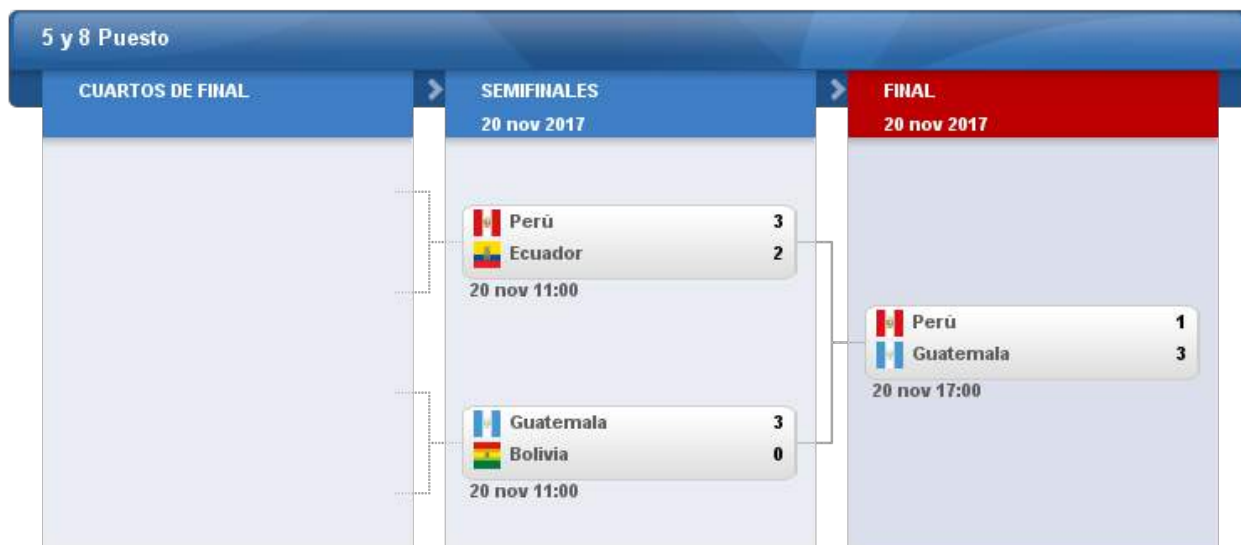 5 y 8 Puesto
CUARTOS DE FINAL
SEMIFINALES
20 nov 2017
FINAL
20 nov 2017
Perú 3
Ecuador 2
20 nov 11:00
Perú 1
Guatemala 3
20 nov 17:00
Guatemala 3
Bolivia 0
20 nov 11:00